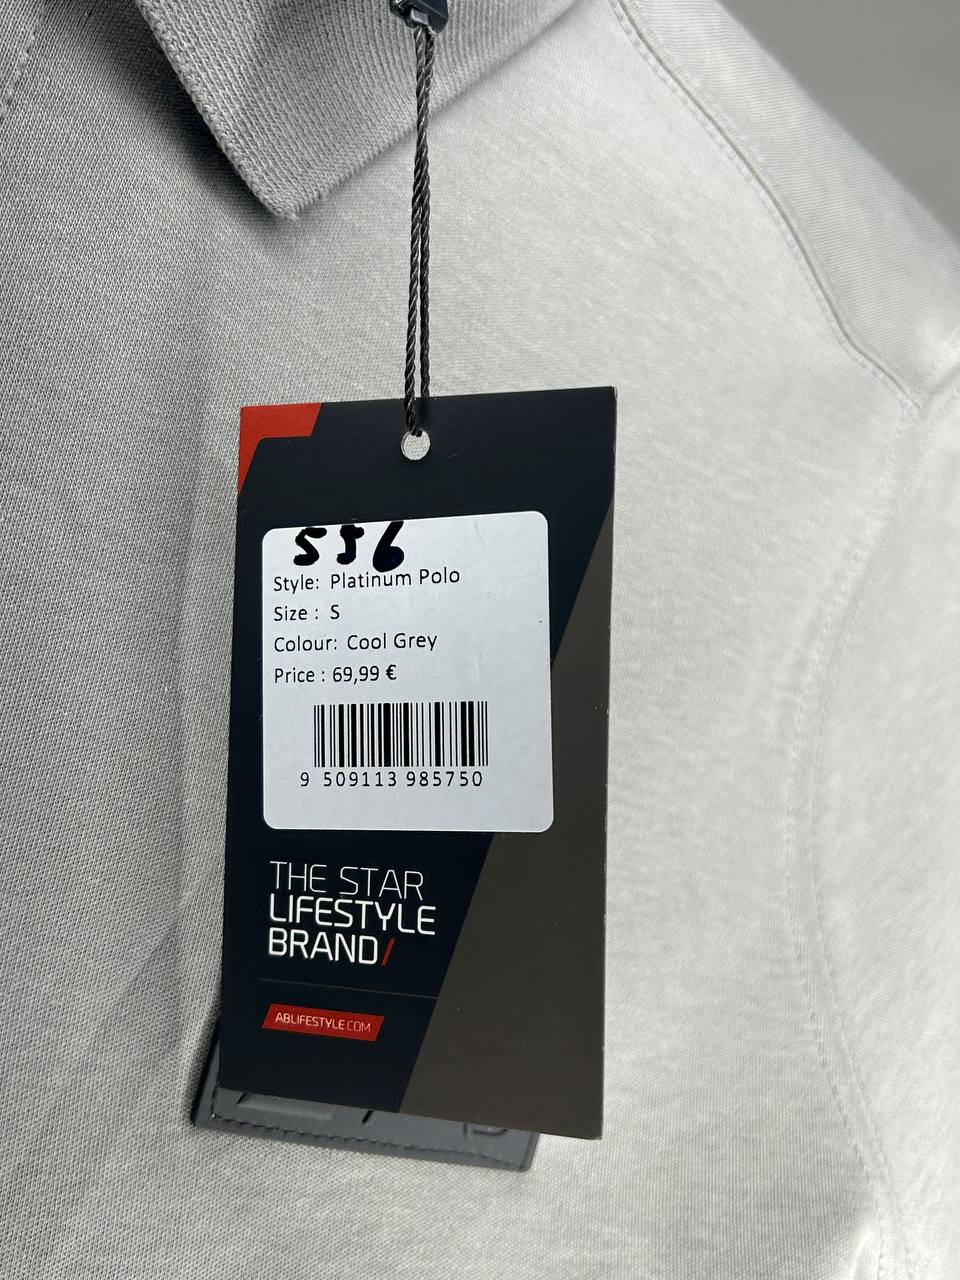 556
Style: Platinum Polo
Size : S
Colour: Cool Grey
Price : 69,99 €
9 509113 985750
THE STAR
LIFESTYLE
BRAND/
ABLIFESTYLE.COM